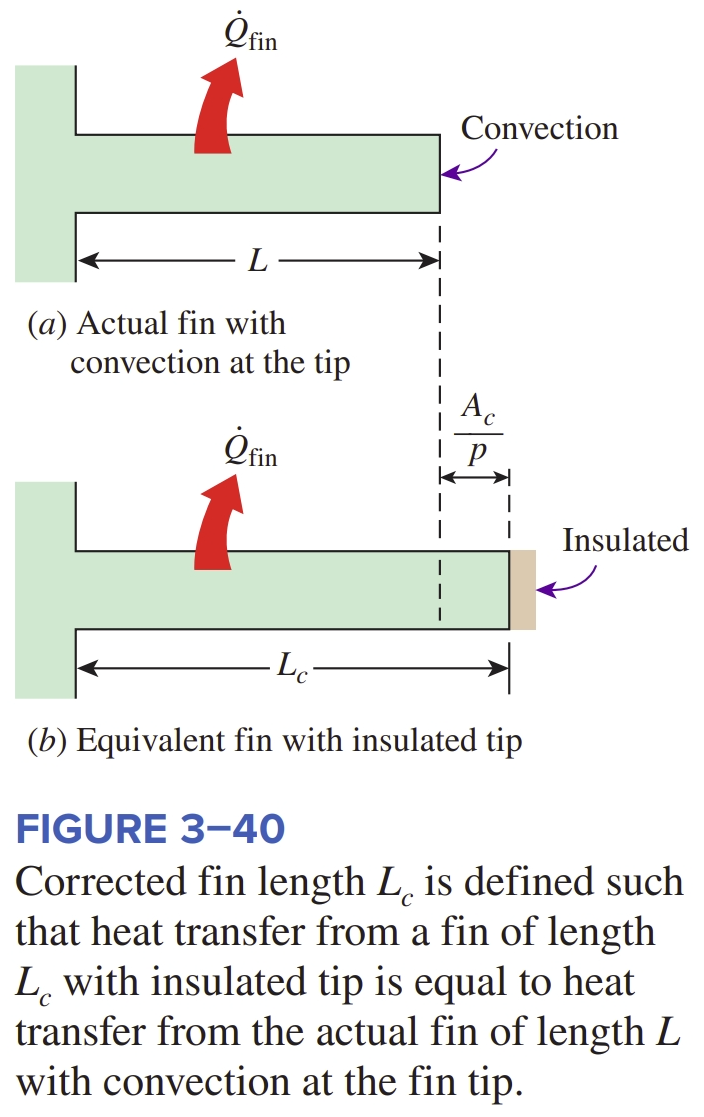 Q̇fin
Convection
L
(a) Actual fin with
convection at the tip
Ac
p
Q̇fin
Insulated
Lc
(b) Equivalent fin with insulated tip
FIGURE 3–40
Corrected fin length Lc is defined such
that heat transfer from a fin of length
Lc with insulated tip is equal to heat
transfer from the actual fin of length L
with convection at the fin tip.